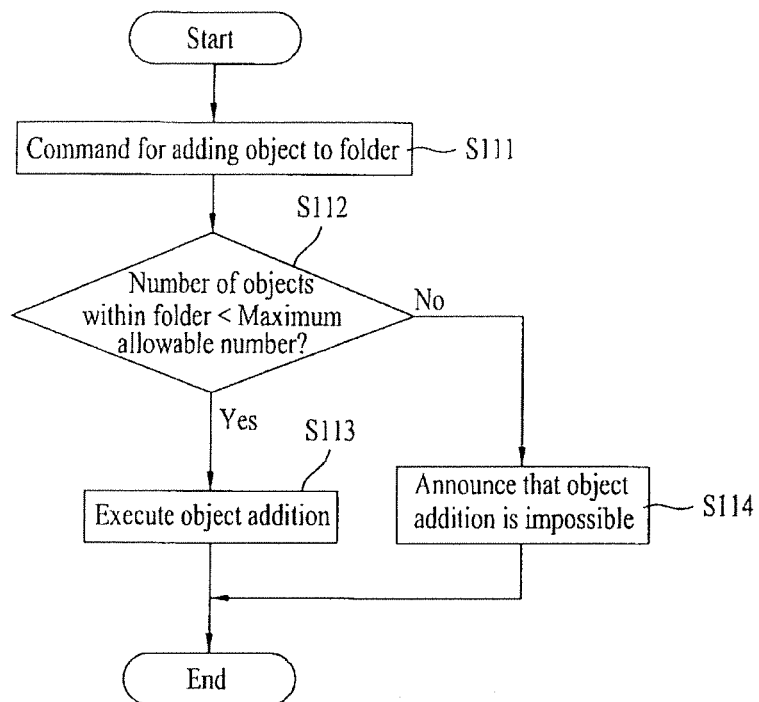 Start
Command for adding object to folder
S111
S112
Number of objects
within folder < Maximum
allowable number?
No
Yes
S113
Execute object addition
Announce that object
addition is impossible
S114
End